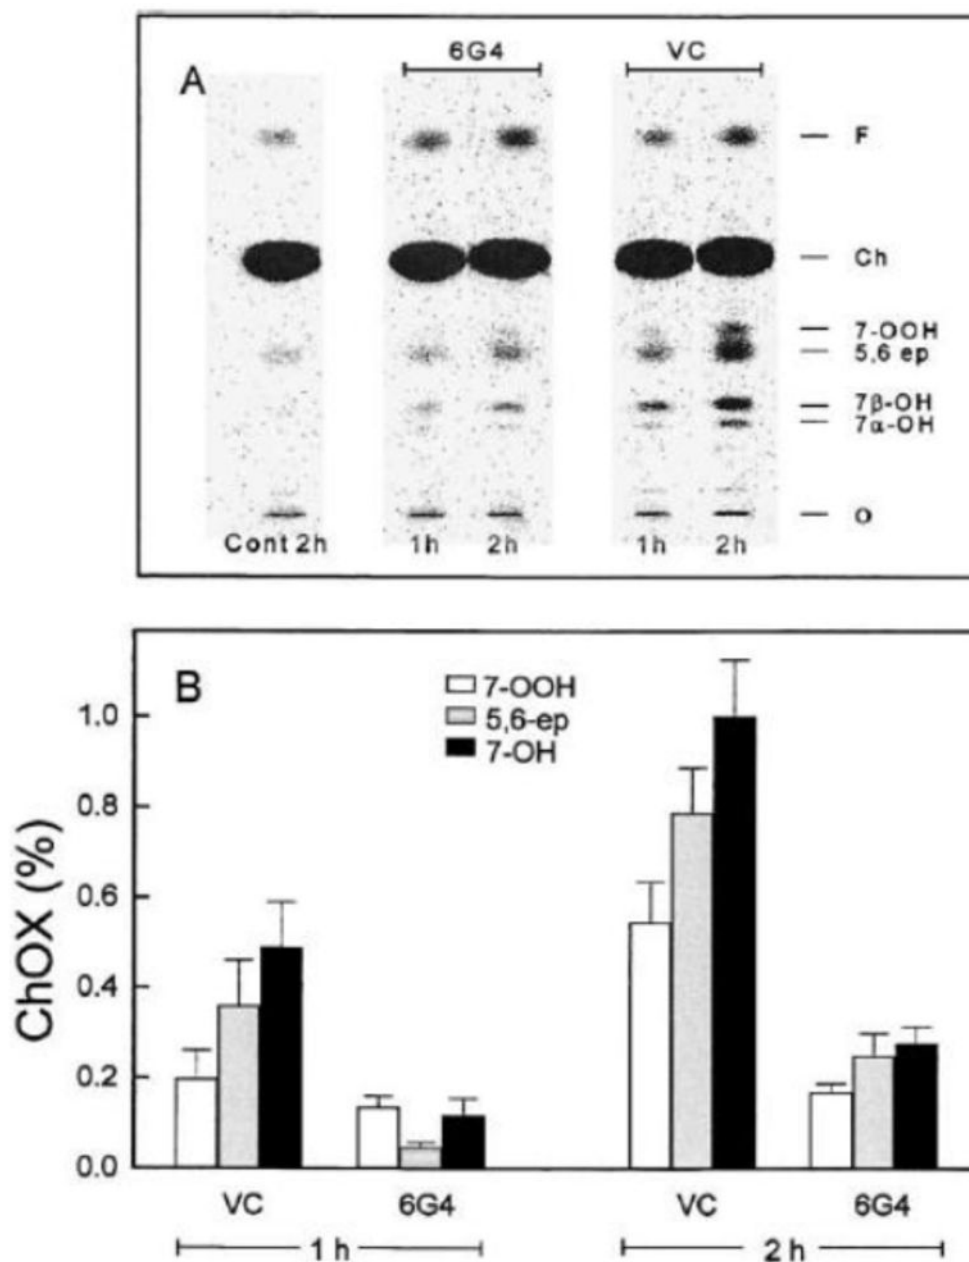 6G4 VC
A
F
Ch
7-OOH
5,6 ep
7β-OH
7α-OH
O
Cont 2h 1h 2h 1h 2h
B
7-OOH
5,6-ep
7-OH
ChOX (%)
1.0
0.8
0.6
0.4
0.2
0.0
VC 6G4 VC 6G4
1 h 2 h